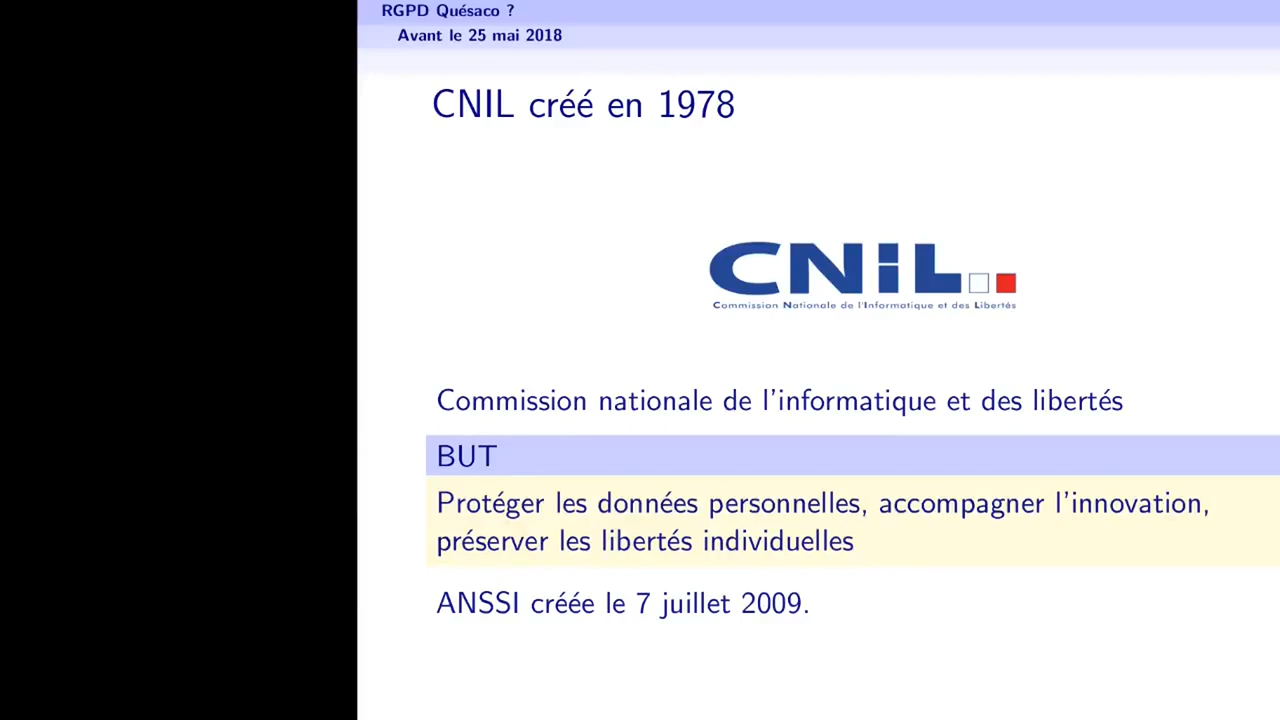 RGPD Quésaco ?
Avant le 25 mai 2018
CNIL créé en 1978
CNIL
Commission Nationale de l'Informatique et des Libertés
Commission nationale de l'informatique et des libertés
BUT
Protéger les données personnelles, accompagner l'innovation,
préserver les libertés individuelles
ANSSI créée le 7 juillet 2009.